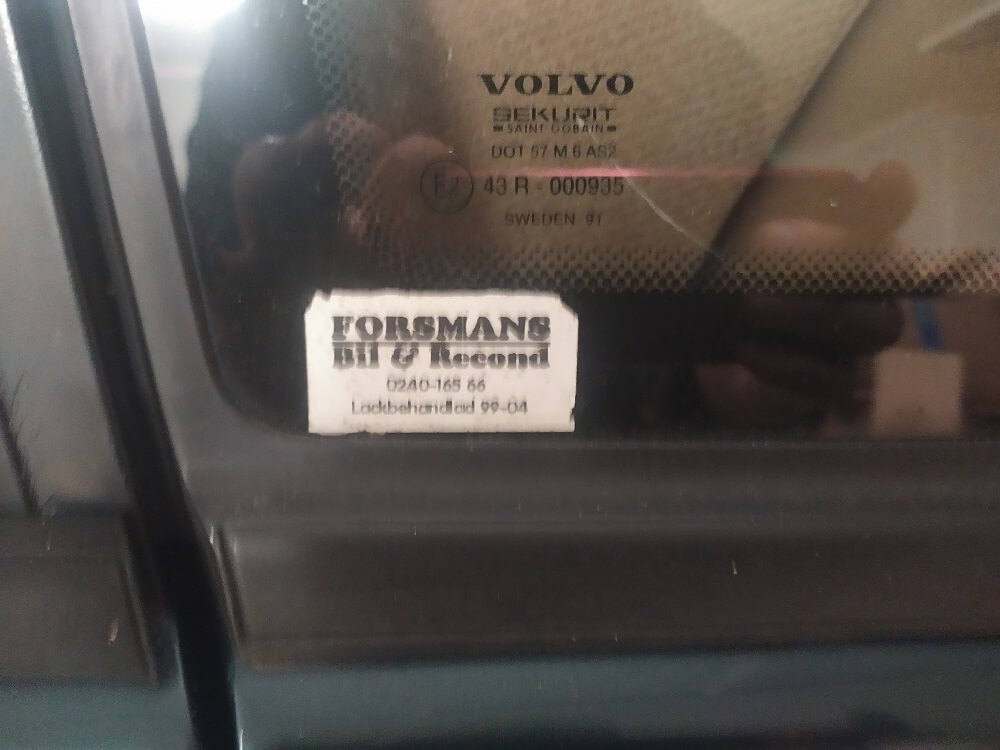 VOLVO
SEKURIT
SAINT-GOBAIN
DOT 57 M 6 AS2
E2 43 R - 000935
SWEDEN 91
FORSMANS
Bil & Recond
0240-165 66
Lackbehandlad 99-04